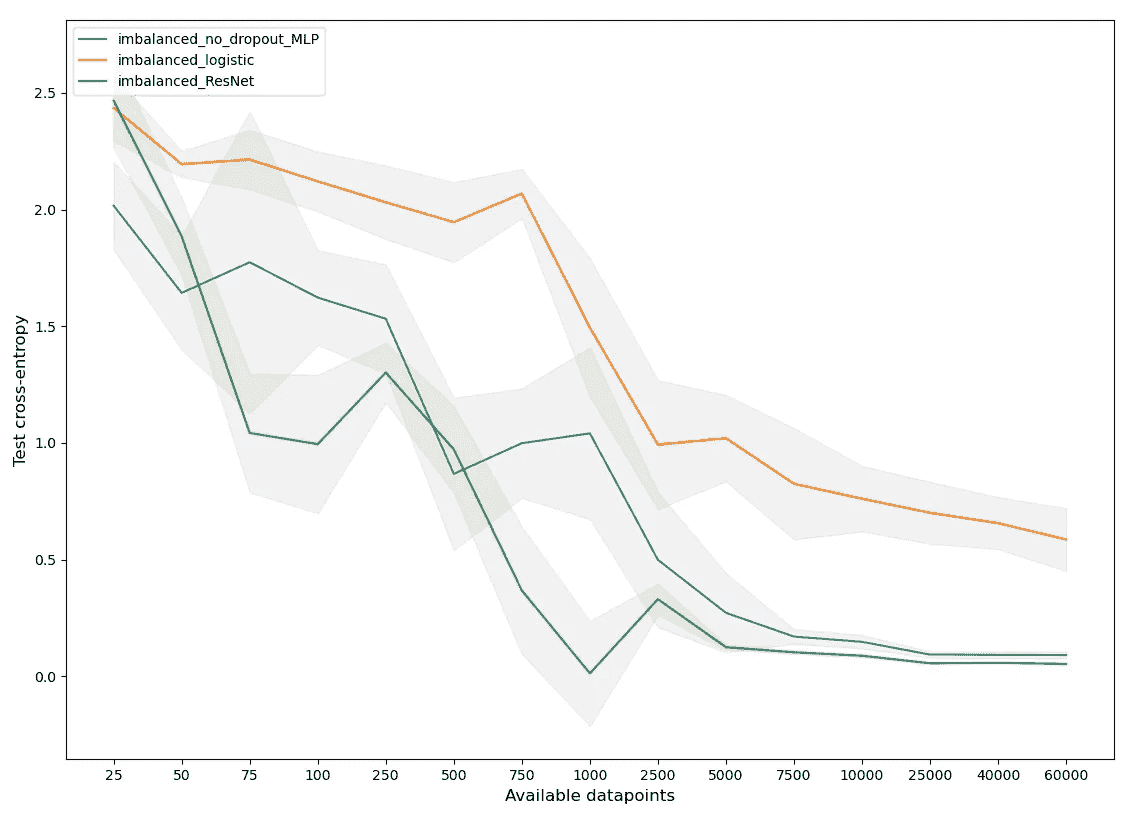 imbalanced_no_dropout_MLP
imbalanced_logistic
imbalanced_ResNet
2.5
2.0
1.5
1.0
0.5
0.0
Test cross-entropy
25 50 75 100 250 500 750 1000 2500 5000 7500 10000 25000 40000 60000
Available datapoints